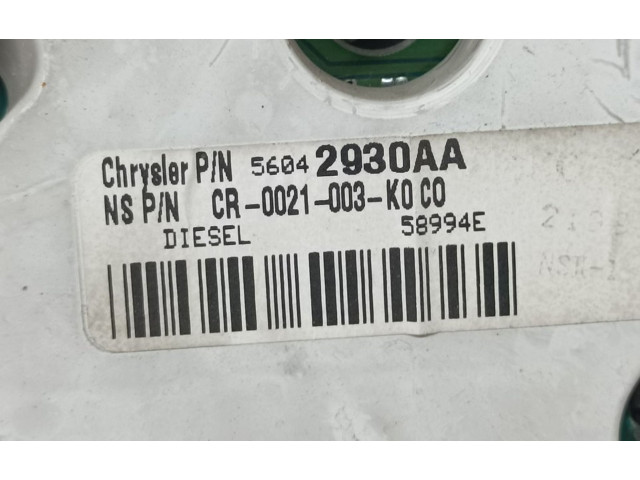 Chrysler P/N 56042930AA
NS P/N CR-0021-003-K0 C0
DIESEL 58994E